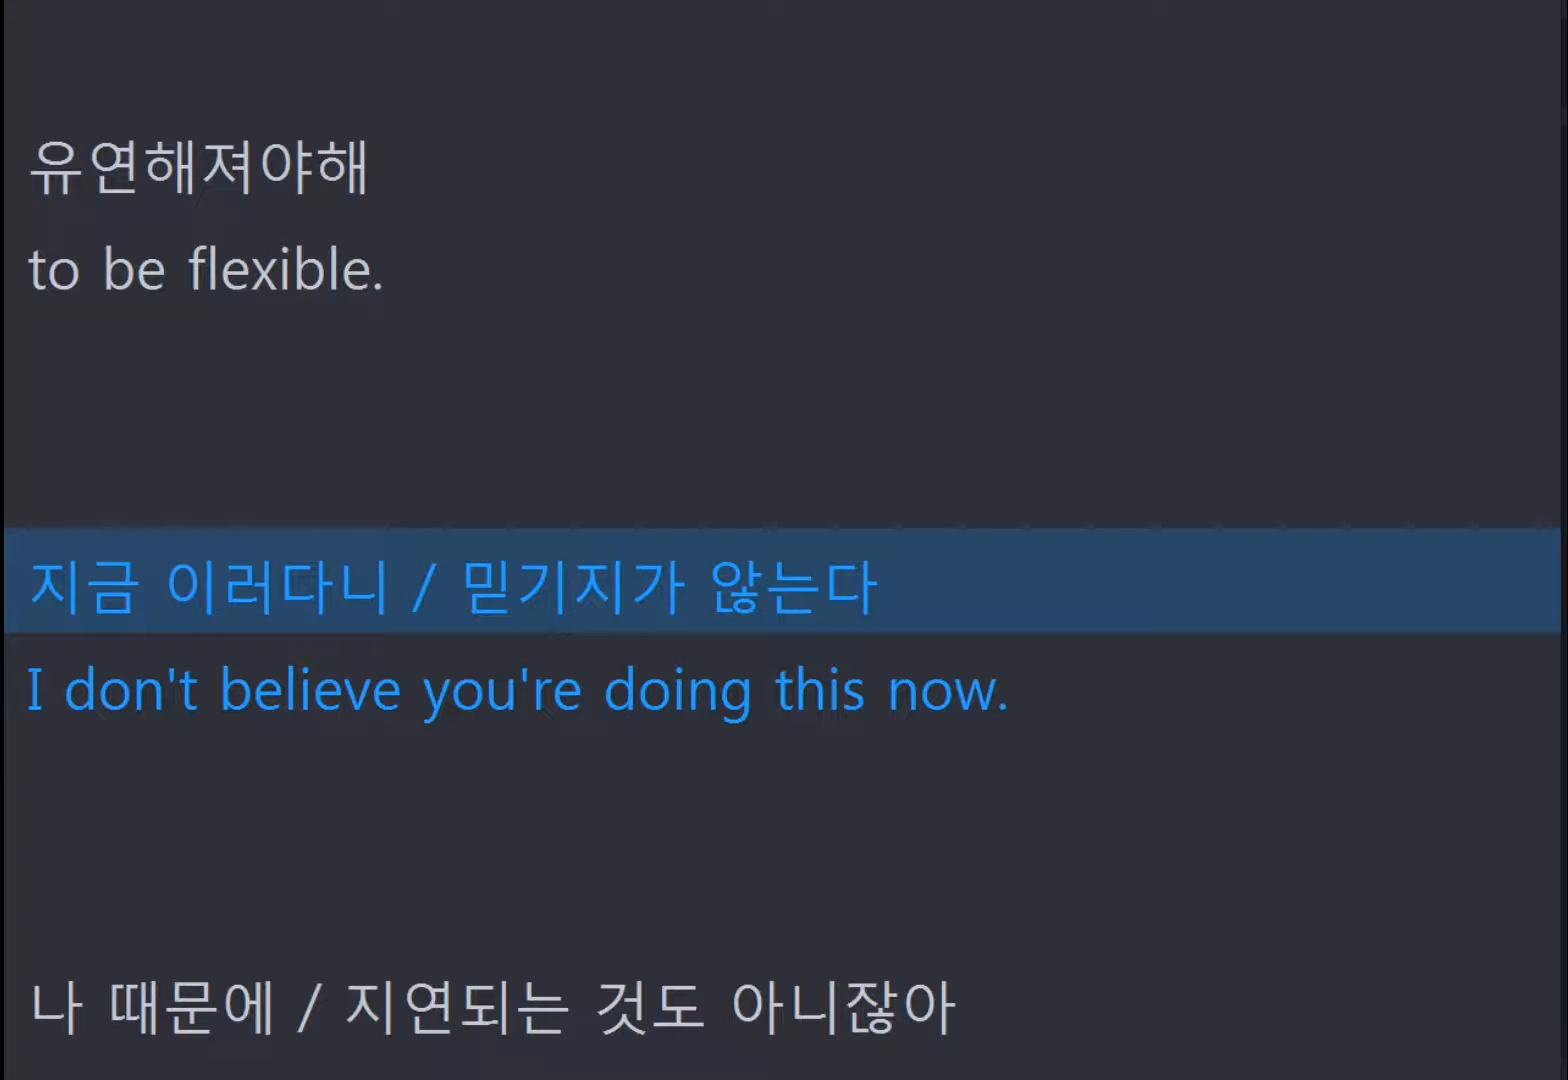 유연해져야해
to be flexible.
지금 이러다니 / 믿기지가 않는다
I don't believe you're doing this now.
나 때문에 / 지연되는 것도 아니잖아